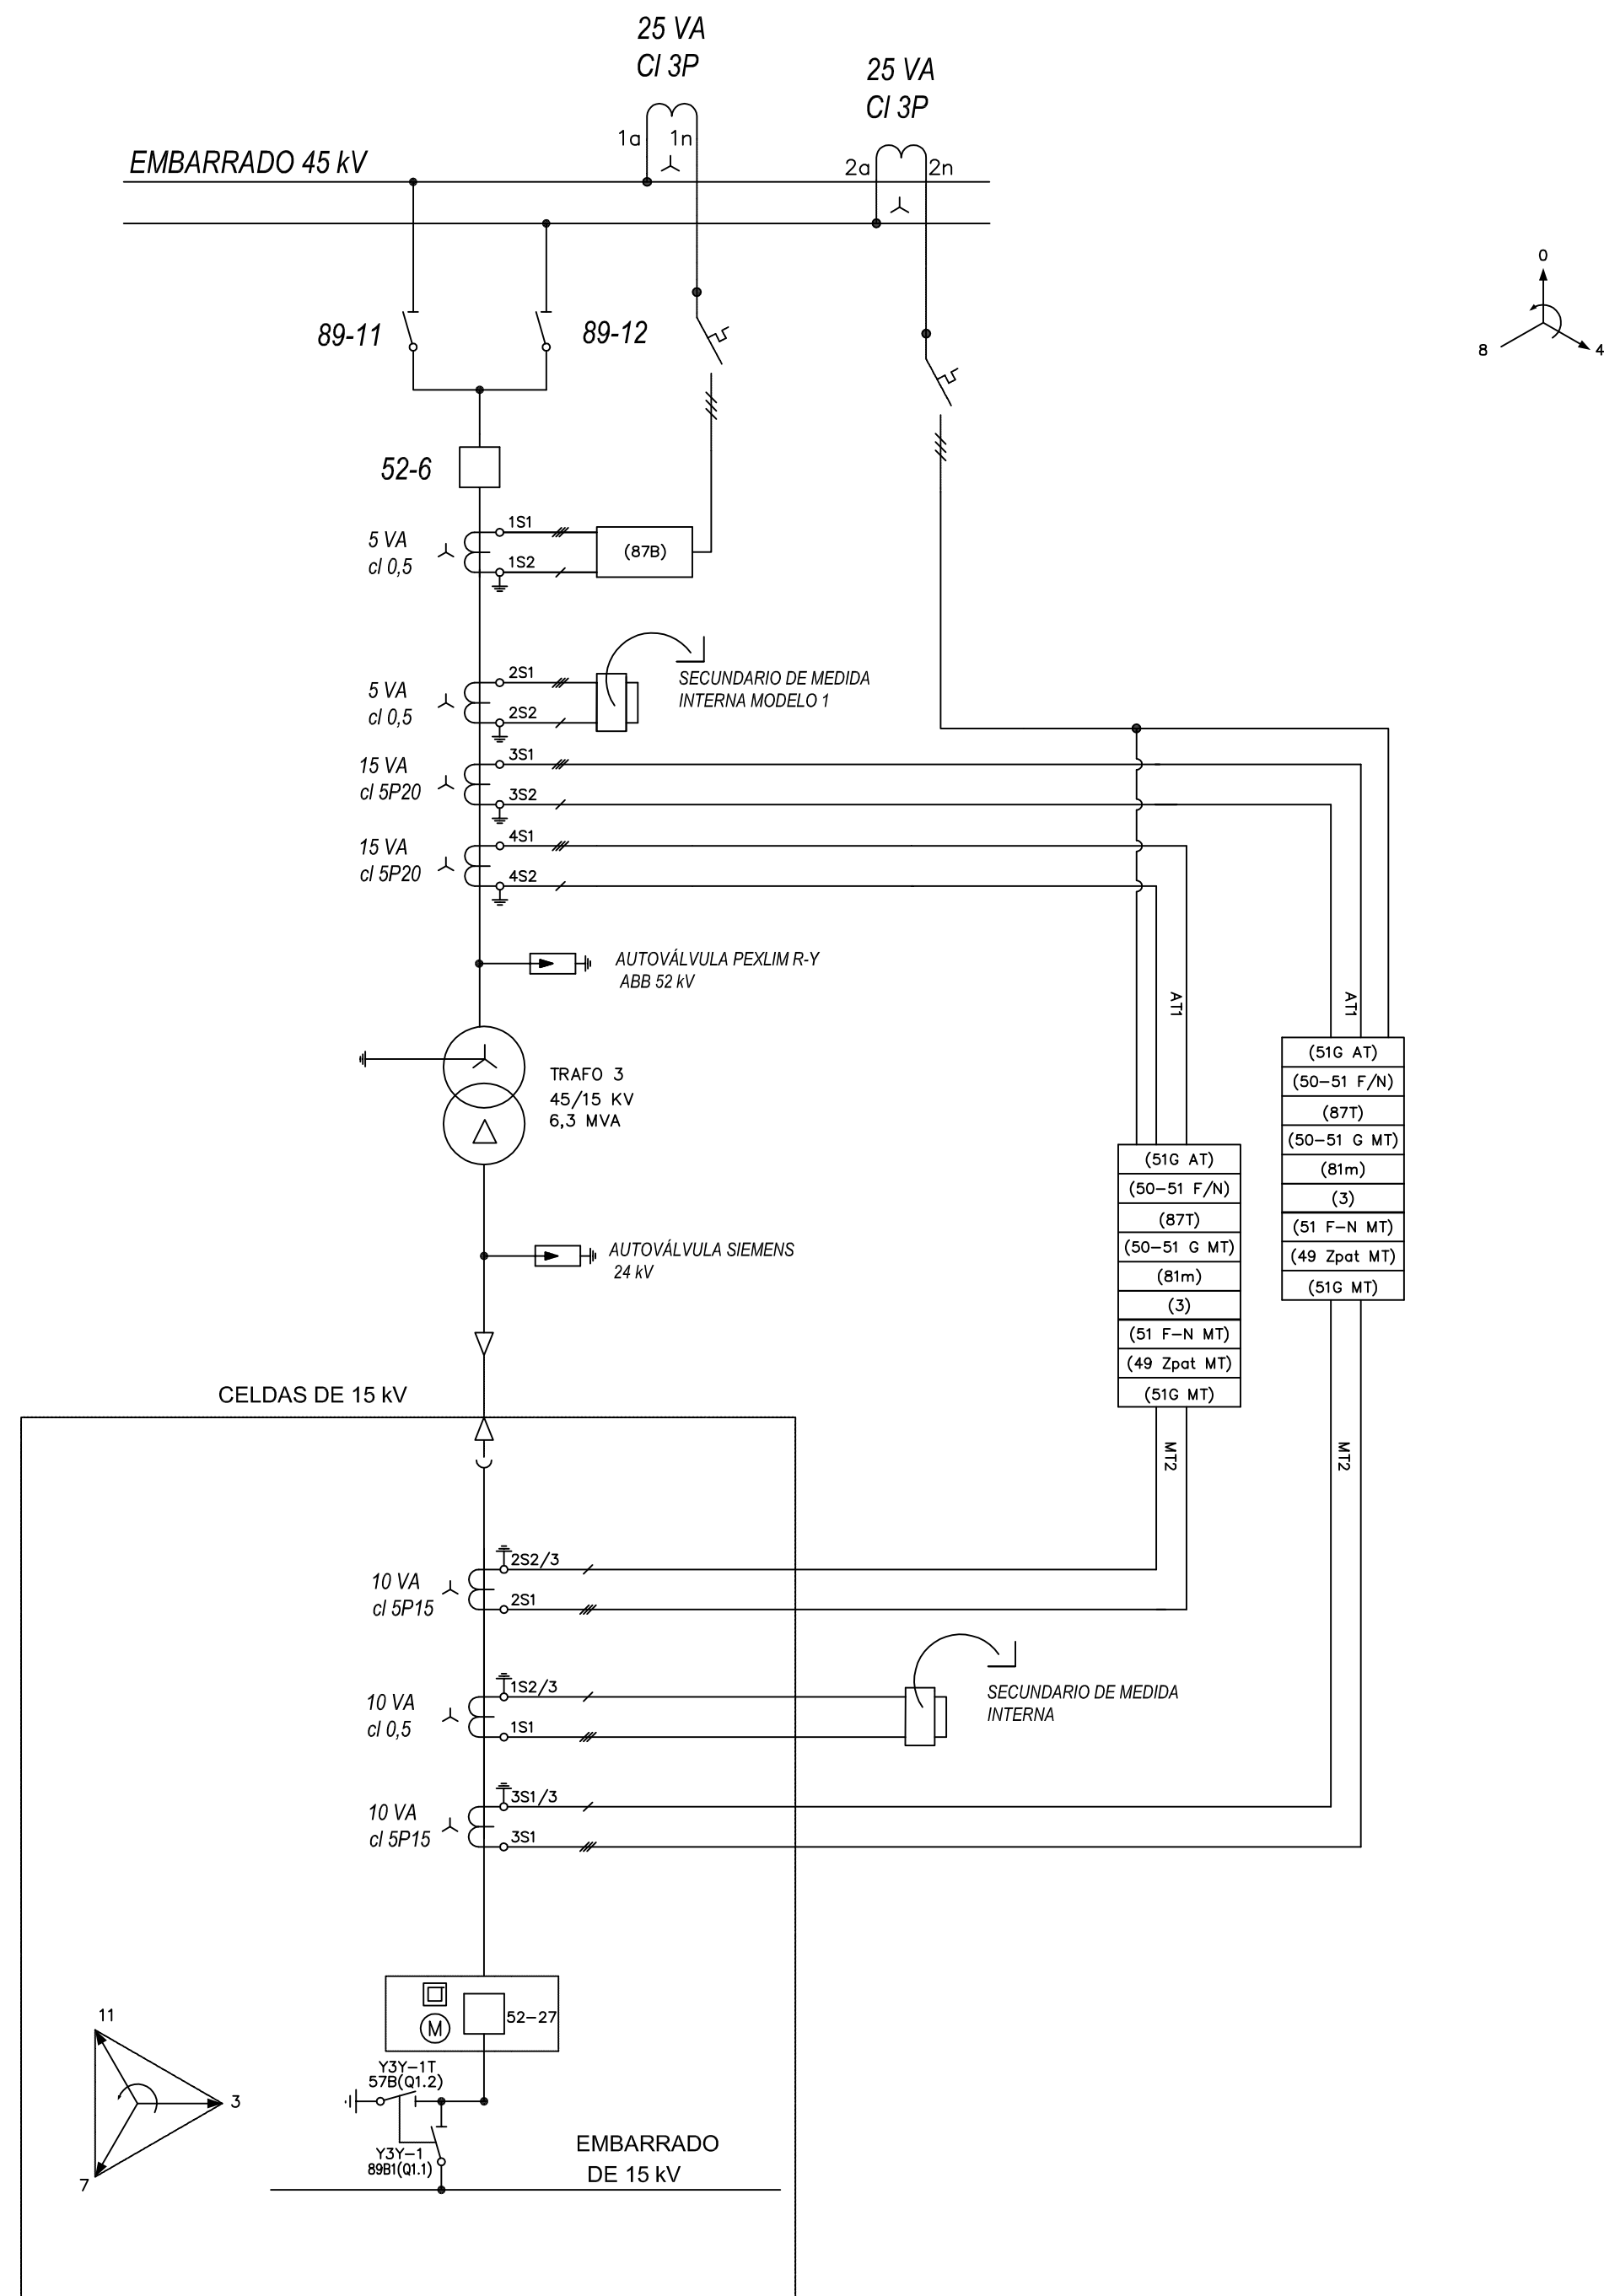 25 VA
Cl 3P
25 VA
Cl 3P
1a
1n
2a
2n
EMBARRADO 45 kV
0
8
4
89-11
89-12
52-6
5 VA
cl 0,5
1S1
1S2
(87B)
5 VA
cl 0,5
2S1
2S2
SECUNDARIO DE MEDIDA
INTERNA MODELO 1
15 VA
cl 5P20
3S1
3S2
15 VA
cl 5P20
4S1
4S2
AUTOVÁLVULA PEXLIM R-Y
ABB 52 kV
AT1
AT1
TRAFO 3
45/15 KV
6,3 MVA
(51G AT)
(50-51 F/N)
(87T)
(50-51 G MT)
(81m)
(3)
(51 F-N MT)
(49 Zpat MT)
(51G MT)
(51G AT)
(50-51 F/N)
(87T)
(50-51 G MT)
(81m)
(3)
(51 F-N MT)
(49 Zpat MT)
(51G MT)
AUTOVÁLVULA SIEMENS
24 kV
CELDAS DE 15 kV
MT2
MT2
10 VA
cl 5P15
2S2/3
2S1
10 VA
cl 0,5
1S2/3
1S1
SECUNDARIO DE MEDIDA
INTERNA
10 VA
cl 5P15
3S1/3
3S1
M
52-27
11
3
7
Y3Y-1T
57B(Q1.2)
Y3Y-1
89B1(Q1.1)
EMBARRADO
DE 15 kV